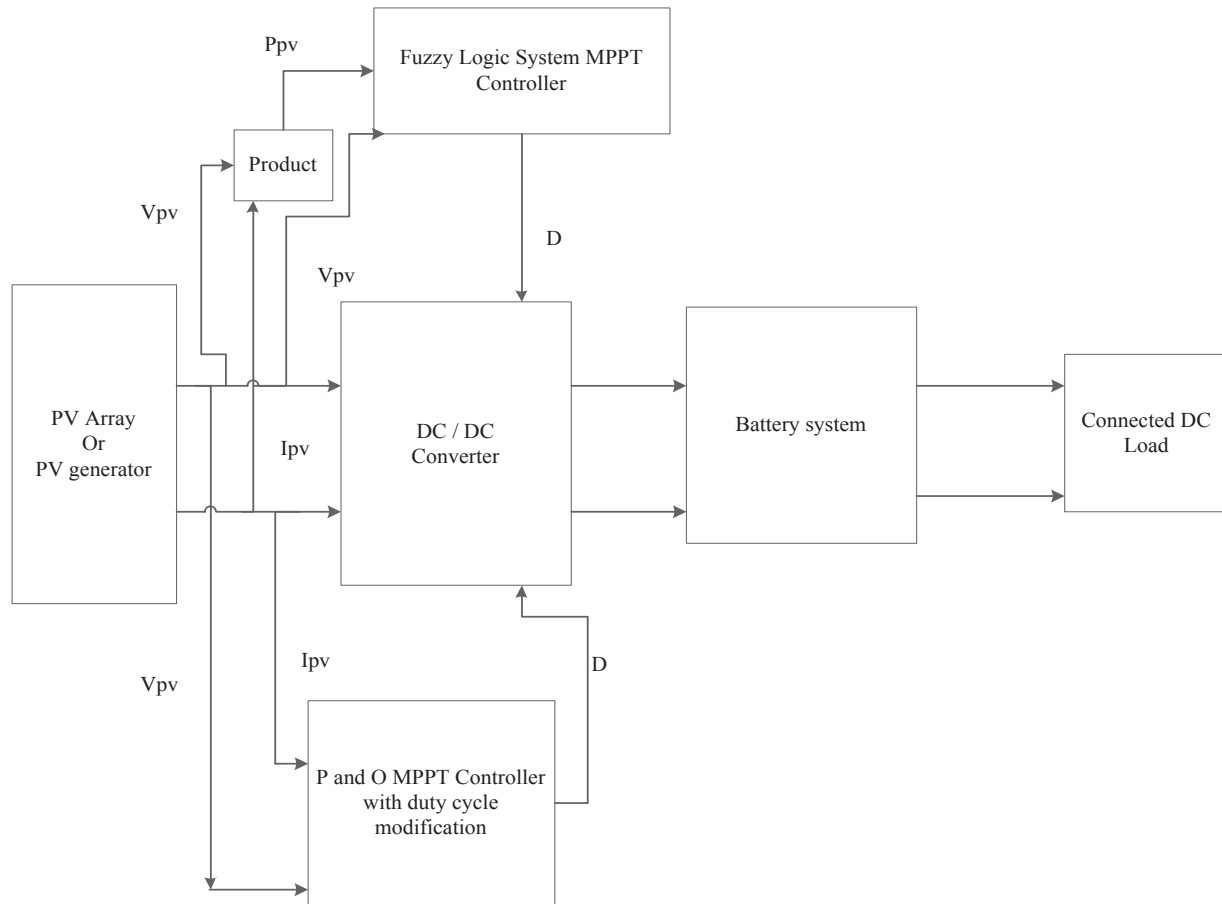 Ppv
Fuzzy Logic System MPPT
Controller
Product
Vpv
D
Vpv
PV Array
Or
PV generator
Ipv
DC / DC
Converter
Battery system
Connected DC
Load
Ipv
D
Vpv
P and O MPPT Controller
with duty cycle
modification